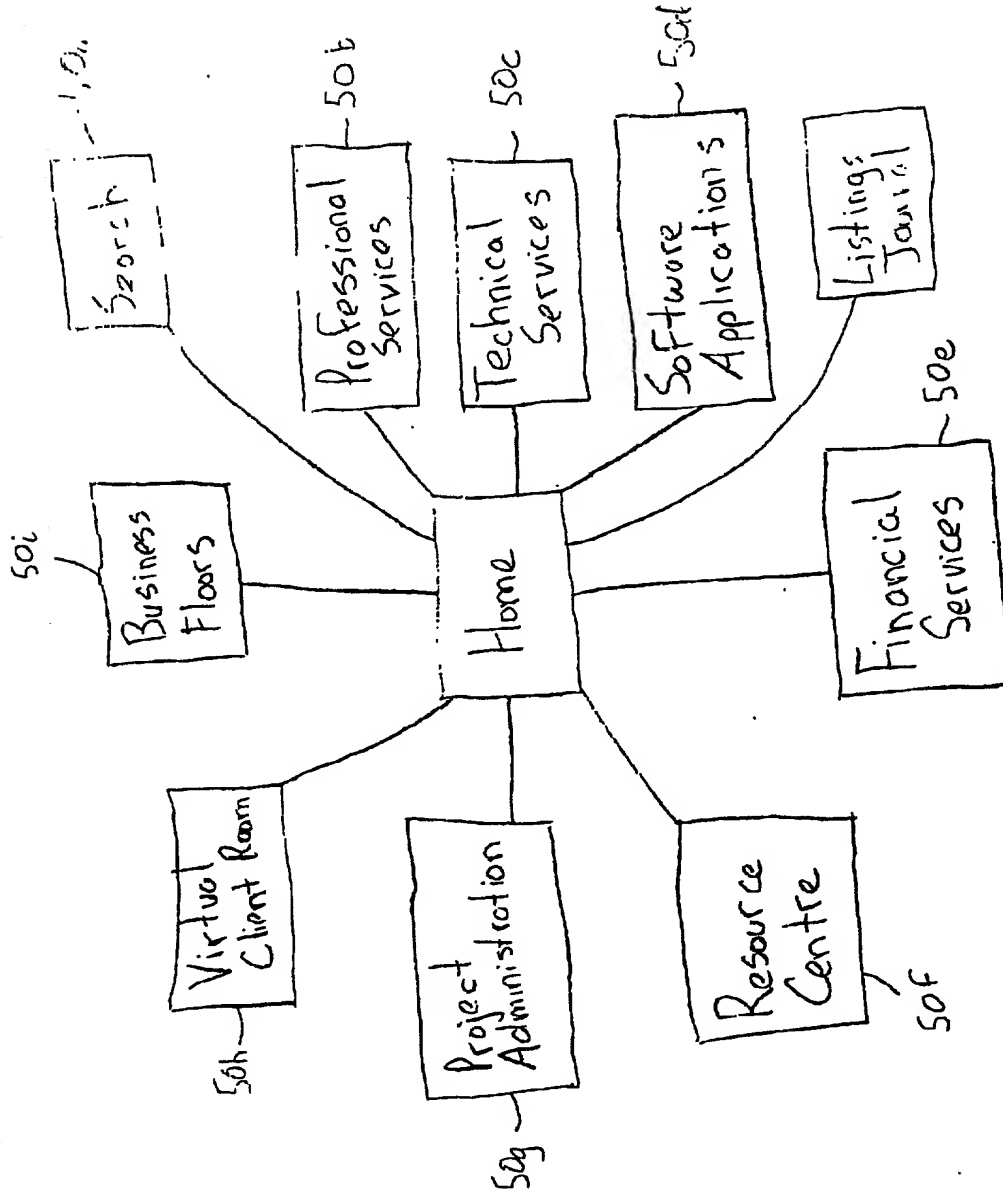 Search
Professional
Services
50b
Technical
Services
50c
Software
Applications
50d
Listings
Business
Floors
50i
Home
Financial
Services
50e
Virtual
Client Room
50h
Project
Administration
50g
Resource
Centre
50f